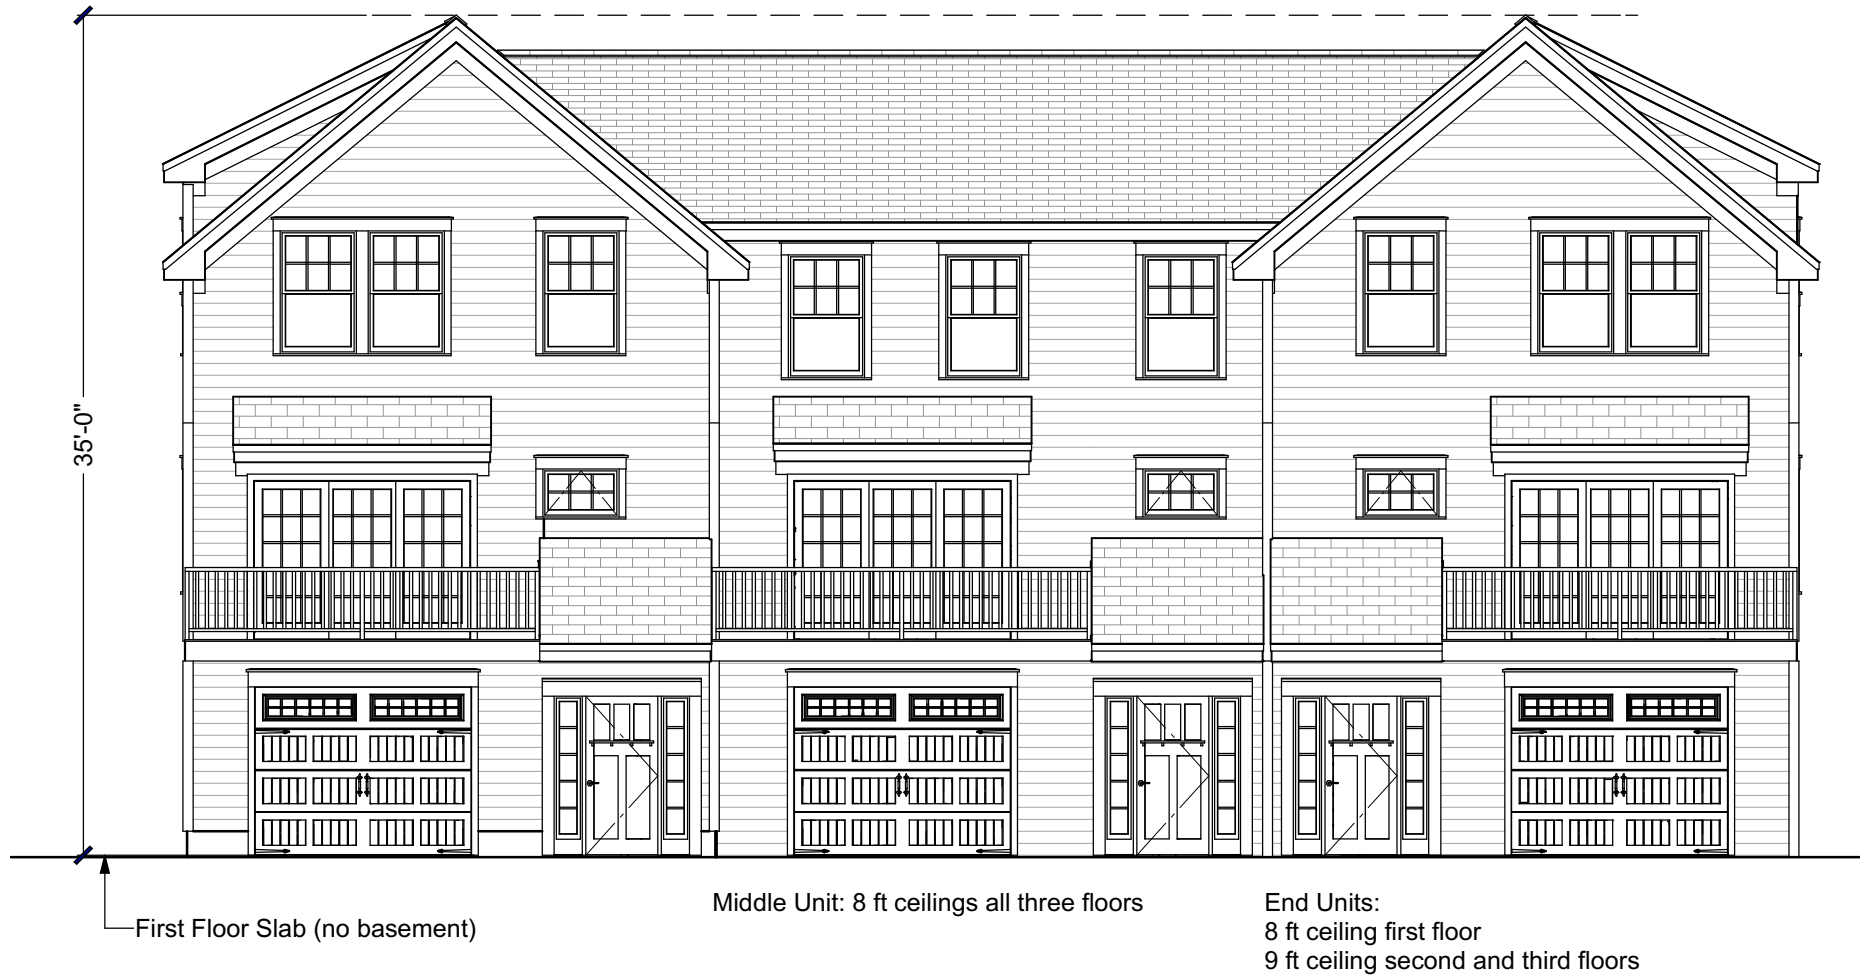 35'-0"
Middle Unit: 8 ft ceilings all three floors
First Floor Slab (no basement)
End Units:
8 ft ceiling first floor
9 ft ceiling second and third floors